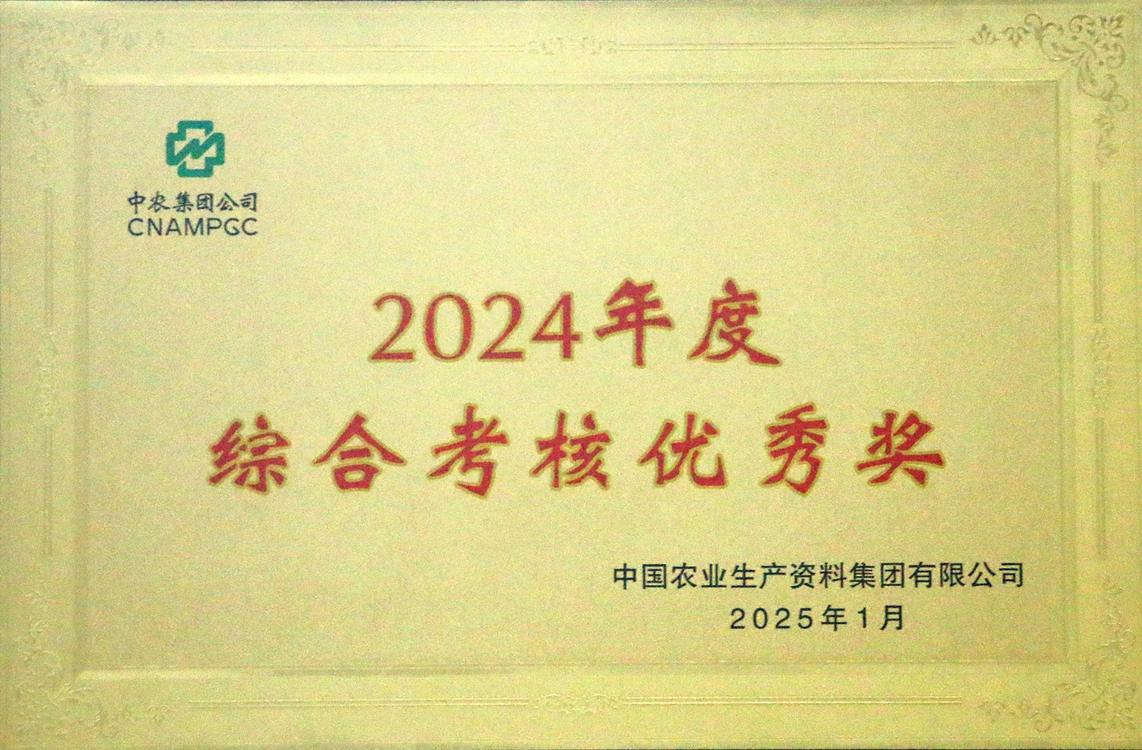 中农集团公司
CNAMPGC
2024年度
综合考核优秀奖
中国农业生产资料集团有限公司
2025年1月